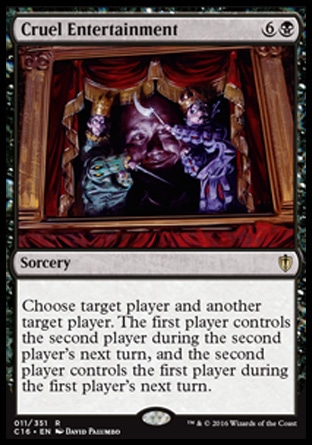 Cruel Entertainment 6
Sorcery
Choose target player and another
target player. The first player controls
the second player during the second
player's next turn, and the second
player controls the first player during
the first player's next turn.
011/351 R
C16 • EN David Palumbo
™ & © 2016 Wizards of the Coast